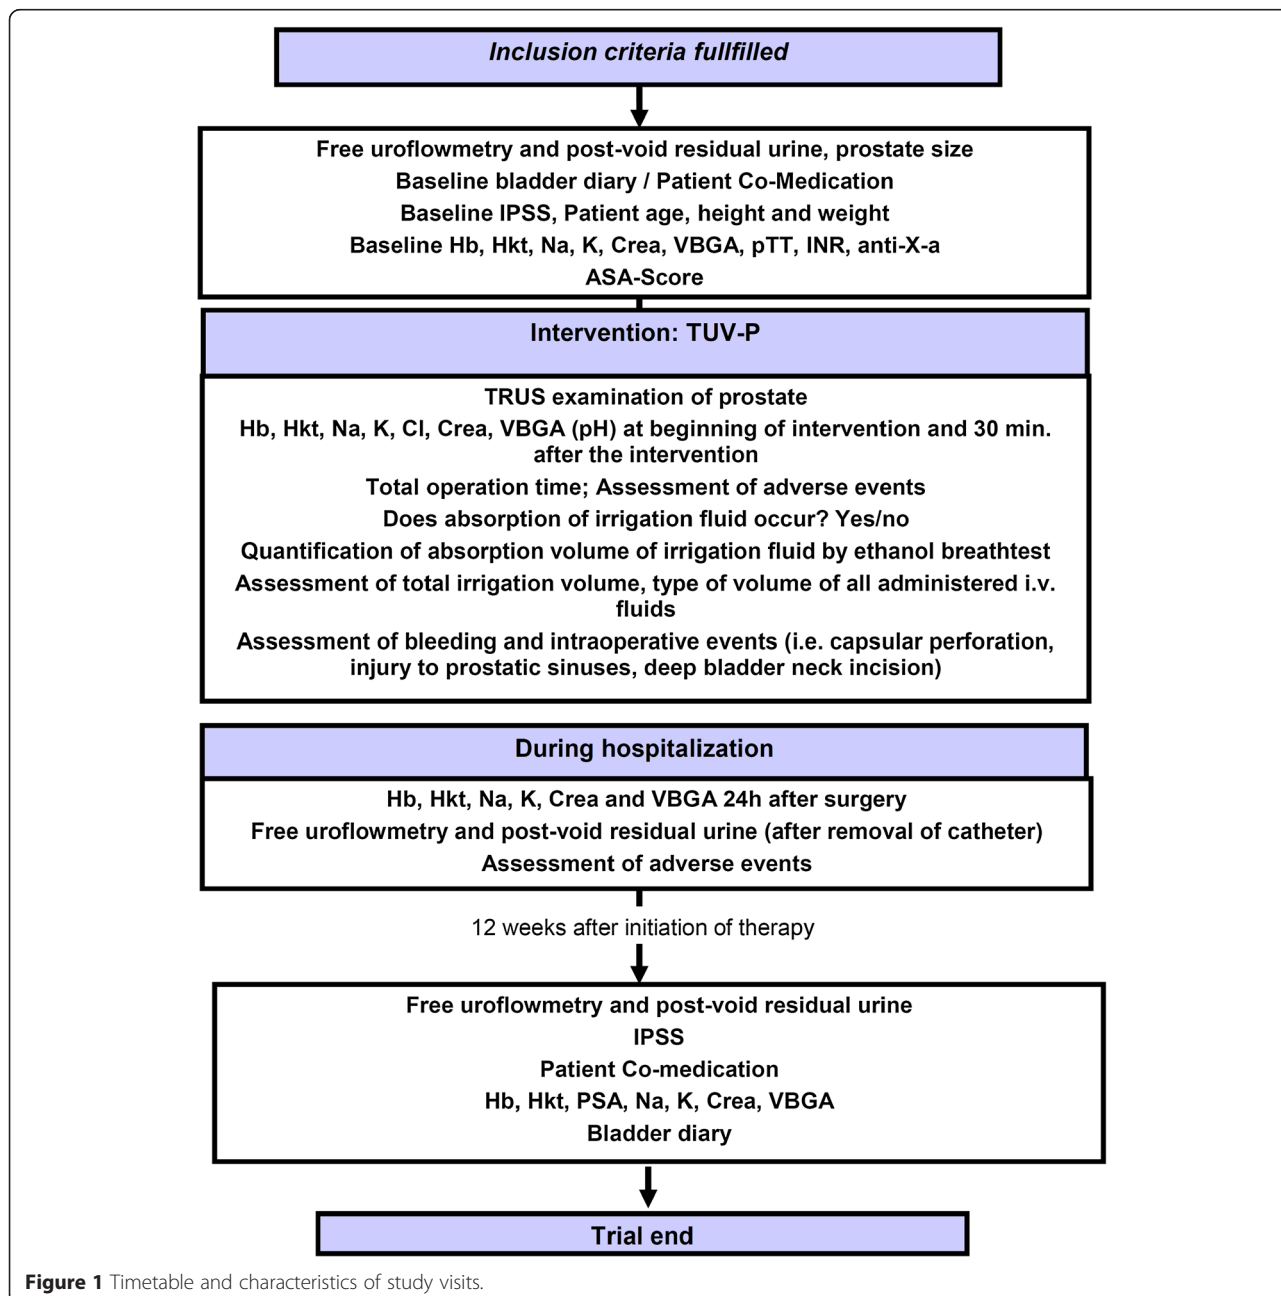 Inclusion criteria fullfilled
Free uroflowmetry and post-void residual urine, prostate size
Baseline bladder diary / Patient Co-Medication
Baseline IPSS, Patient age, height and weight
Baseline Hb, Hkt, Na, K, Crea, VBGA, pTT, INR, anti-X-a
ASA-Score
Intervention: TUV-P
TRUS examination of prostate
Hb, Hkt, Na, K, Cl, Crea, VBGA (pH) at beginning of intervention and 30 min.
after the intervention
Total operation time; Assessment of adverse events
Does absorption of irrigation fluid occur? Yes/no
Quantification of absorption volume of irrigation fluid by ethanol breathtest
Assessment of total irrigation volume, type of volume of all administered i.v.
fluids
Assessment of bleeding and intraoperative events (i.e. capsular perforation,
injury to prostatic sinuses, deep bladder neck incision)
During hospitalization
Hb, Hkt, Na, K, Crea and VBGA 24h after surgery
Free uroflowmetry and post-void residual urine (after removal of catheter)
Assessment of adverse events
12 weeks after initiation of therapy
Free uroflowmetry and post-void residual urine
IPSS
Patient Co-medication
Hb, Hkt, PSA, Na, K, Crea, VBGA
Bladder diary
Trial end
Figure 1 Timetable and characteristics of study visits.